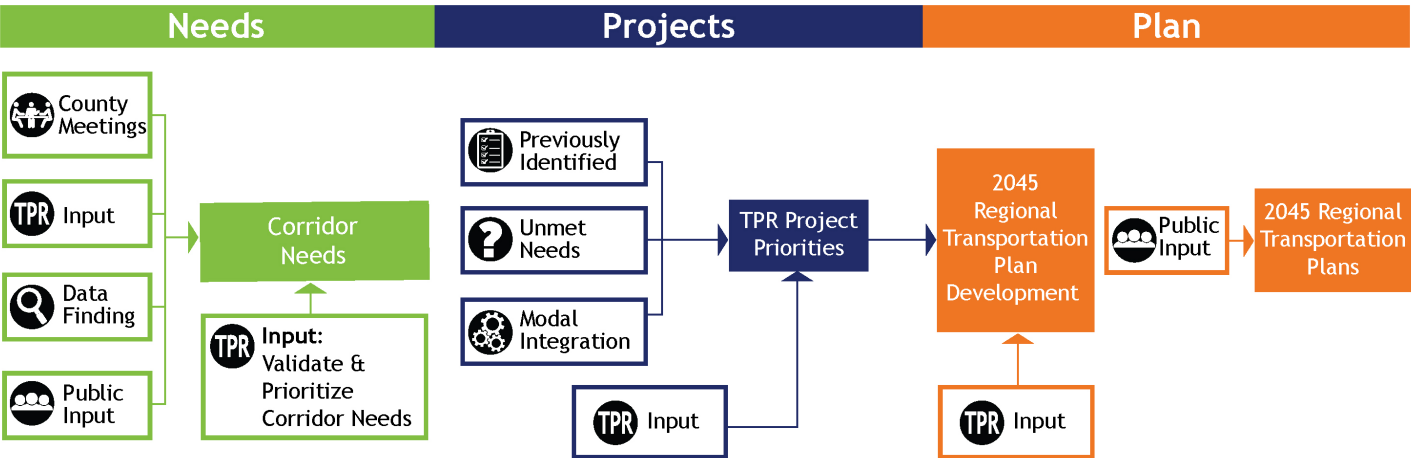 Needs
Projects
Plan
County
Meetings
TPR Input
Data
Finding
Public
Input
Corridor
Needs
TPR Input:
Validate &
Prioritize
Corridor Needs
Previously
Identified
Unmet
Needs
?
Modal
Integration
TPR Project
Priorities
TPR Input
2045
Regional
Transportation
Plan
Development
TPR Input
Public
Input
2045 Regional
Transportation
Plans